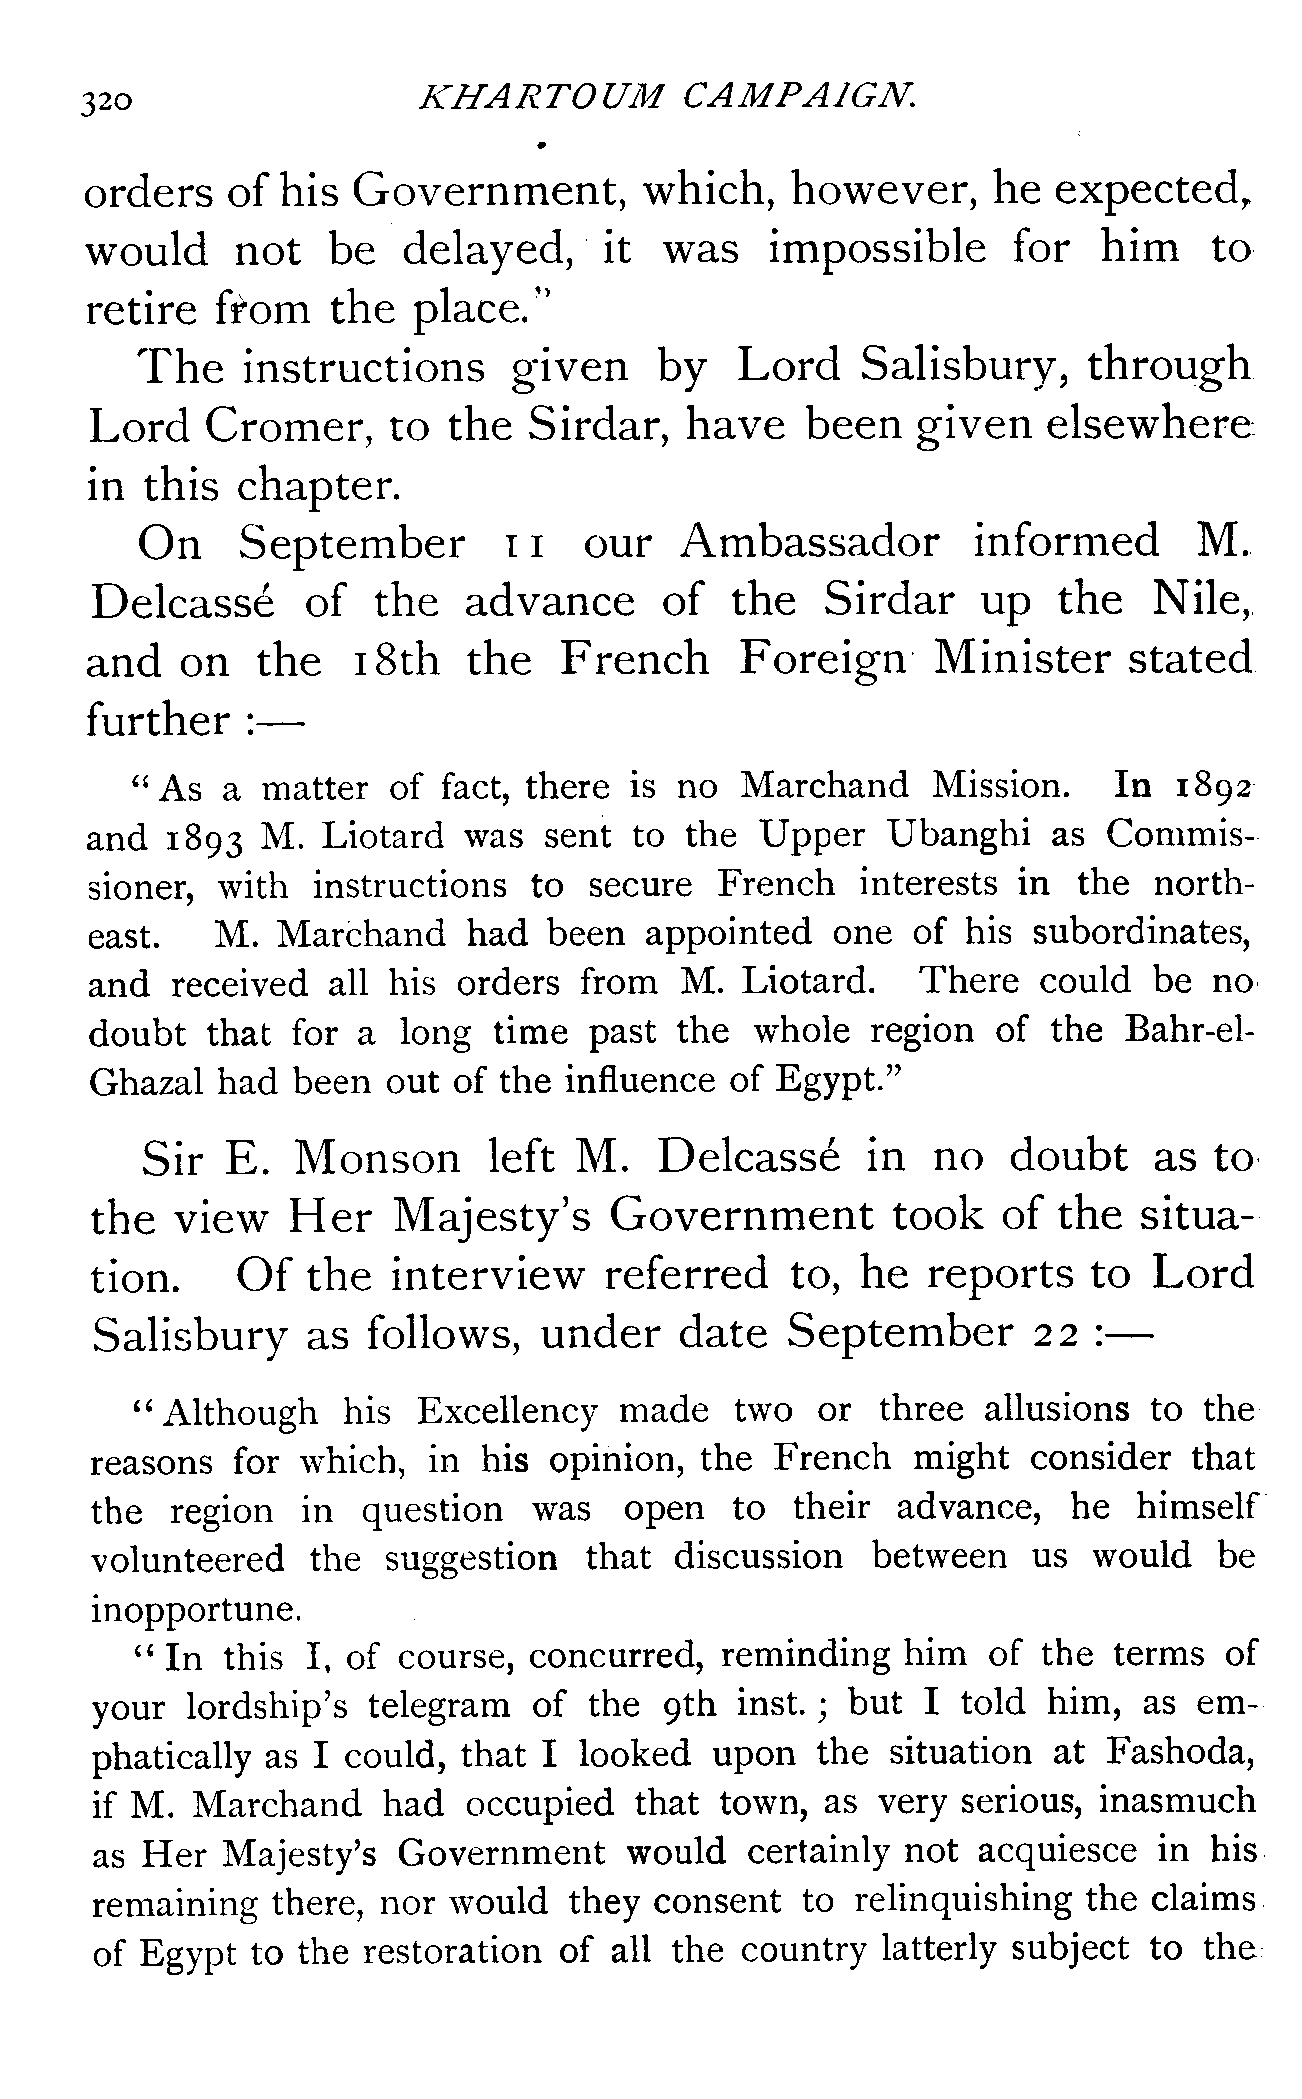 320 KHARTOUM CAMPAIGN.
orders of his Government, which, however, he expected,
would not be delayed, it was impossible for him to
retire from the place."
The instructions given by Lord Salisbury, through
Lord Cromer, to the Sirdar, have been given elsewhere
in this chapter.
On September 11 our Ambassador informed M.
Delcassé of the advance of the Sirdar up the Nile,
and on the 18th the French Foreign Minister stated
further :—
"As a matter of fact, there is no Marchand Mission. In 1892
and 1893 M. Liotard was sent to the Upper Ubanghi as Commis-
sioner, with instructions to secure French interests in the north-
east. M. Marchand had been appointed one of his subordinates,
and received all his orders from M. Liotard. There could be no
doubt that for a long time past the whole region of the Bahr-el-
Ghazal had been out of the influence of Egypt."
Sir E. Monson left M. Delcassé in no doubt as to
the view Her Majesty's Government took of the situa-
tion. Of the interview referred to, he reports to Lord
Salisbury as follows, under date September 22 :—
"Although his Excellency made two or three allusions to the
reasons for which, in his opinion, the French might consider that
the region in question was open to their advance, he himself
volunteered the suggestion that discussion between us would be
inopportune.
"In this I, of course, concurred, reminding him of the terms of
your lordship's telegram of the 9th inst. ; but I told him, as em-
phatically as I could, that I looked upon the situation at Fashoda,
if M. Marchand had occupied that town, as very serious, inasmuch
as Her Majesty's Government would certainly not acquiesce in his
remaining there, nor would they consent to relinquishing the claims
of Egypt to the restoration of all the country latterly subject to the